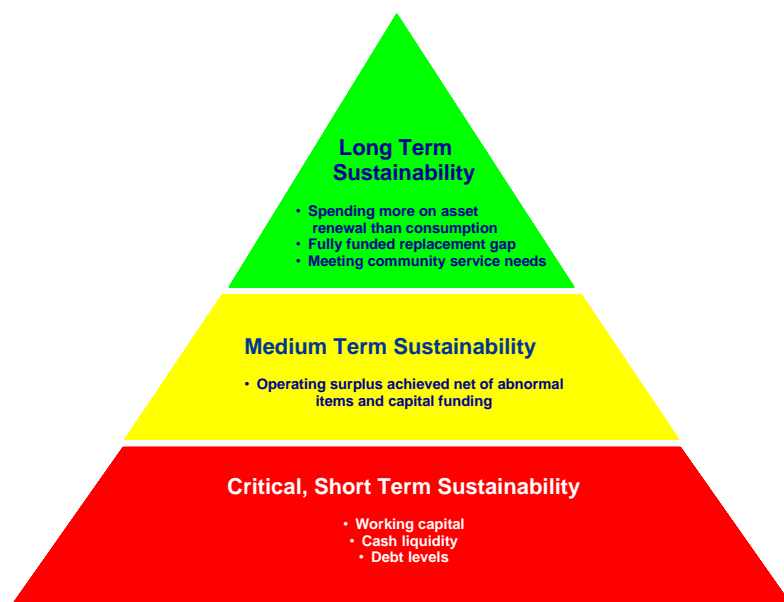 Long Term
Sustainability
• Spending more on asset
renewal than consumption
• Fully funded replacement gap
• Meeting community service needs
Medium Term Sustainability
• Operating surplus achieved net of abnormal
items and capital funding
Critical, Short Term Sustainability
• Working capital
• Cash liquidity
• Debt levels